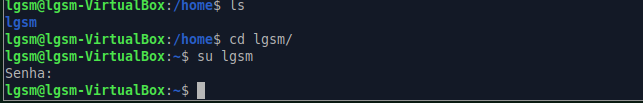 lgsm@lgsm-VirtualBox:/home$ ls
lgsm
lgsm@lgsm-VirtualBox:/home$ cd lgsm/
lgsm@lgsm-VirtualBox:~$ su lgsm
Senha:
lgsm@lgsm-VirtualBox:~$